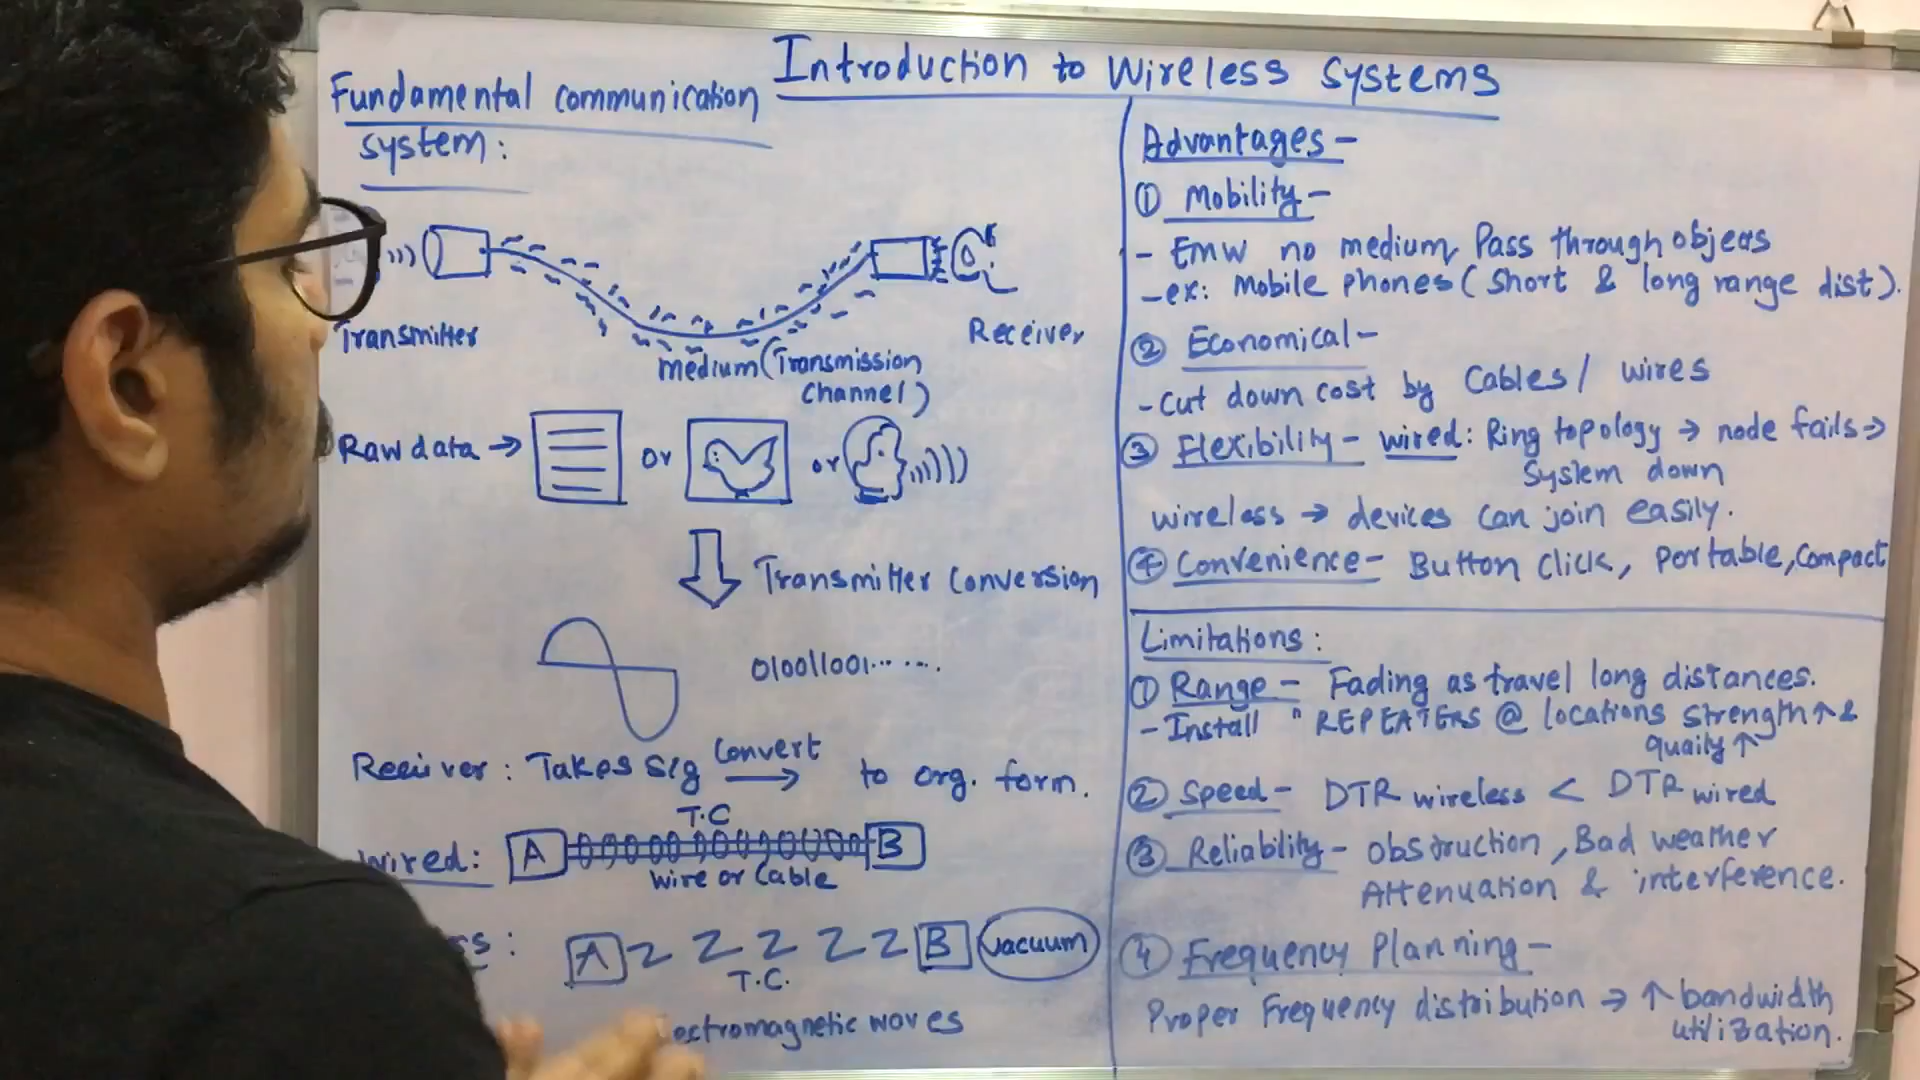 Introduction to Wireless Systems
Fundamental communication
system:
Transmitter
Receiver
medium (Transmission
Channel)
Raw data → or or
Transmitter Conversion
010011001.......
Receiver: Takes sig convert → to org. form.
T.C
wired: A B
wire or Cable
ss: A Z Z Z Z Z B vacuum
T.C.
ectromagnetic waves
Advantages -
① Mobility -
- EMW no medium, Pass through objects
- ex: Mobile phones (short & long range dist).
② Economical -
- Cut down cost by Cables / wires
③ Flexibility - wired: Ring topology → node fails →
System down
wireless → devices can join easily.
④ Convenience - Button Click, Portable, Compact
Limitations:
① Range - Fading as travel long distances.
- Install " REPEATERS @ locations strength↑ &
quaily ↑
② Speed - DTR wireless < DTR wired
③ Reliability - Obstruction, Bad weather
Attenuation & interference.
④ Frequency Planning -
Proper Frequency distribution → ↑ bandwidth
utilization.